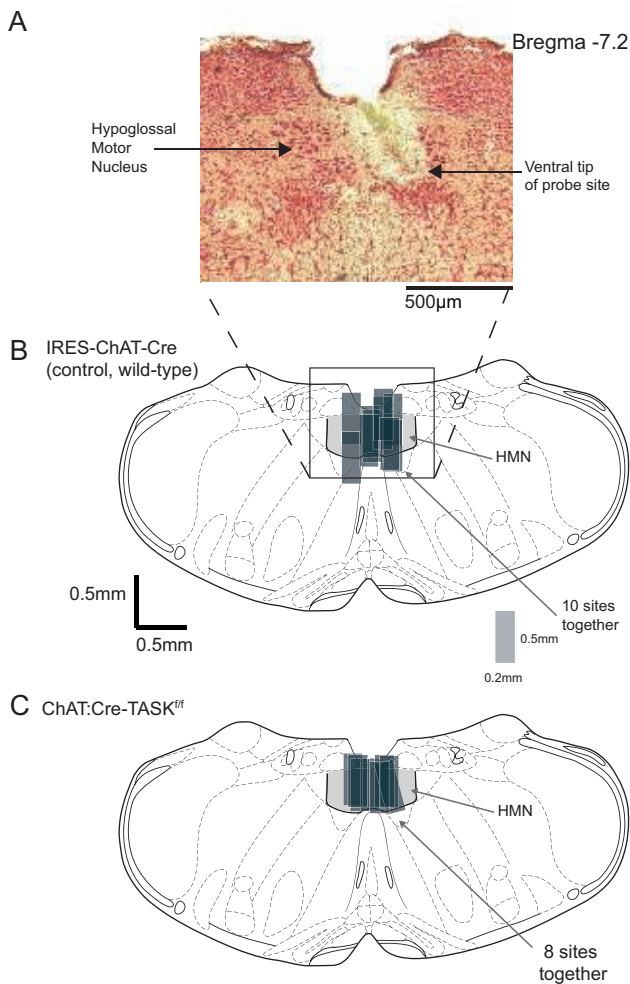 A
Bregma -7.2
Hypoglossal
Motor
Nucleus
Ventral tip
of probe site
500µm
B
IRES-ChAT-Cre
(control, wild-type)
HMN
0.5mm
0.5mm
10 sites
together
0.5mm
0.2mm
C
ChAT:Cre-TASKf/f
HMN
8 sites
together